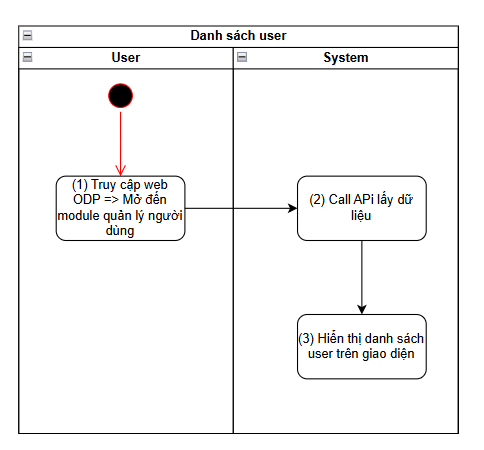 Danh sách user
User
System
(1) Truy cập web
ODP => Mở đến
module quản lý người
dùng
(2) Call APi lấy dữ
liệu
(3) Hiển thị danh sách
user trên giao diện